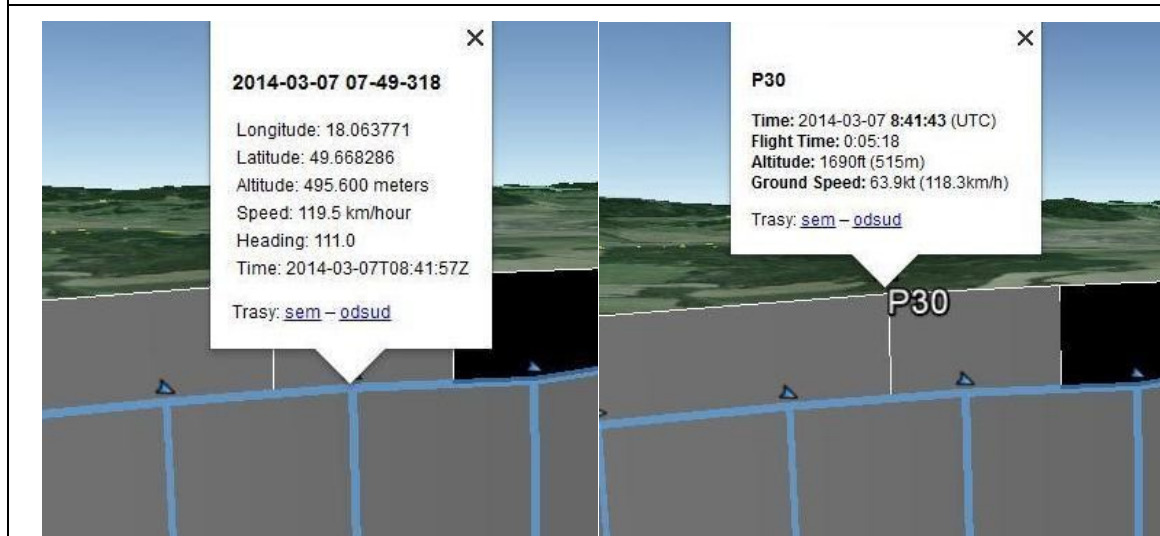 2014-03-07 07-49-318
Longitude: 18.063771
Latitude: 49.668286
Altitude: 495.600 meters
Speed: 119.5 km/hour
Heading: 111.0
Time: 2014-03-07T08:41:57Z
Trasy: sem – odsud
P30
Time: 2014-03-07 8:41:43 (UTC)
Flight Time: 0:05:18
Altitude: 1690ft (515m)
Ground Speed: 63.9kt (118.3km/h)
Trasy: sem – odsud
P30